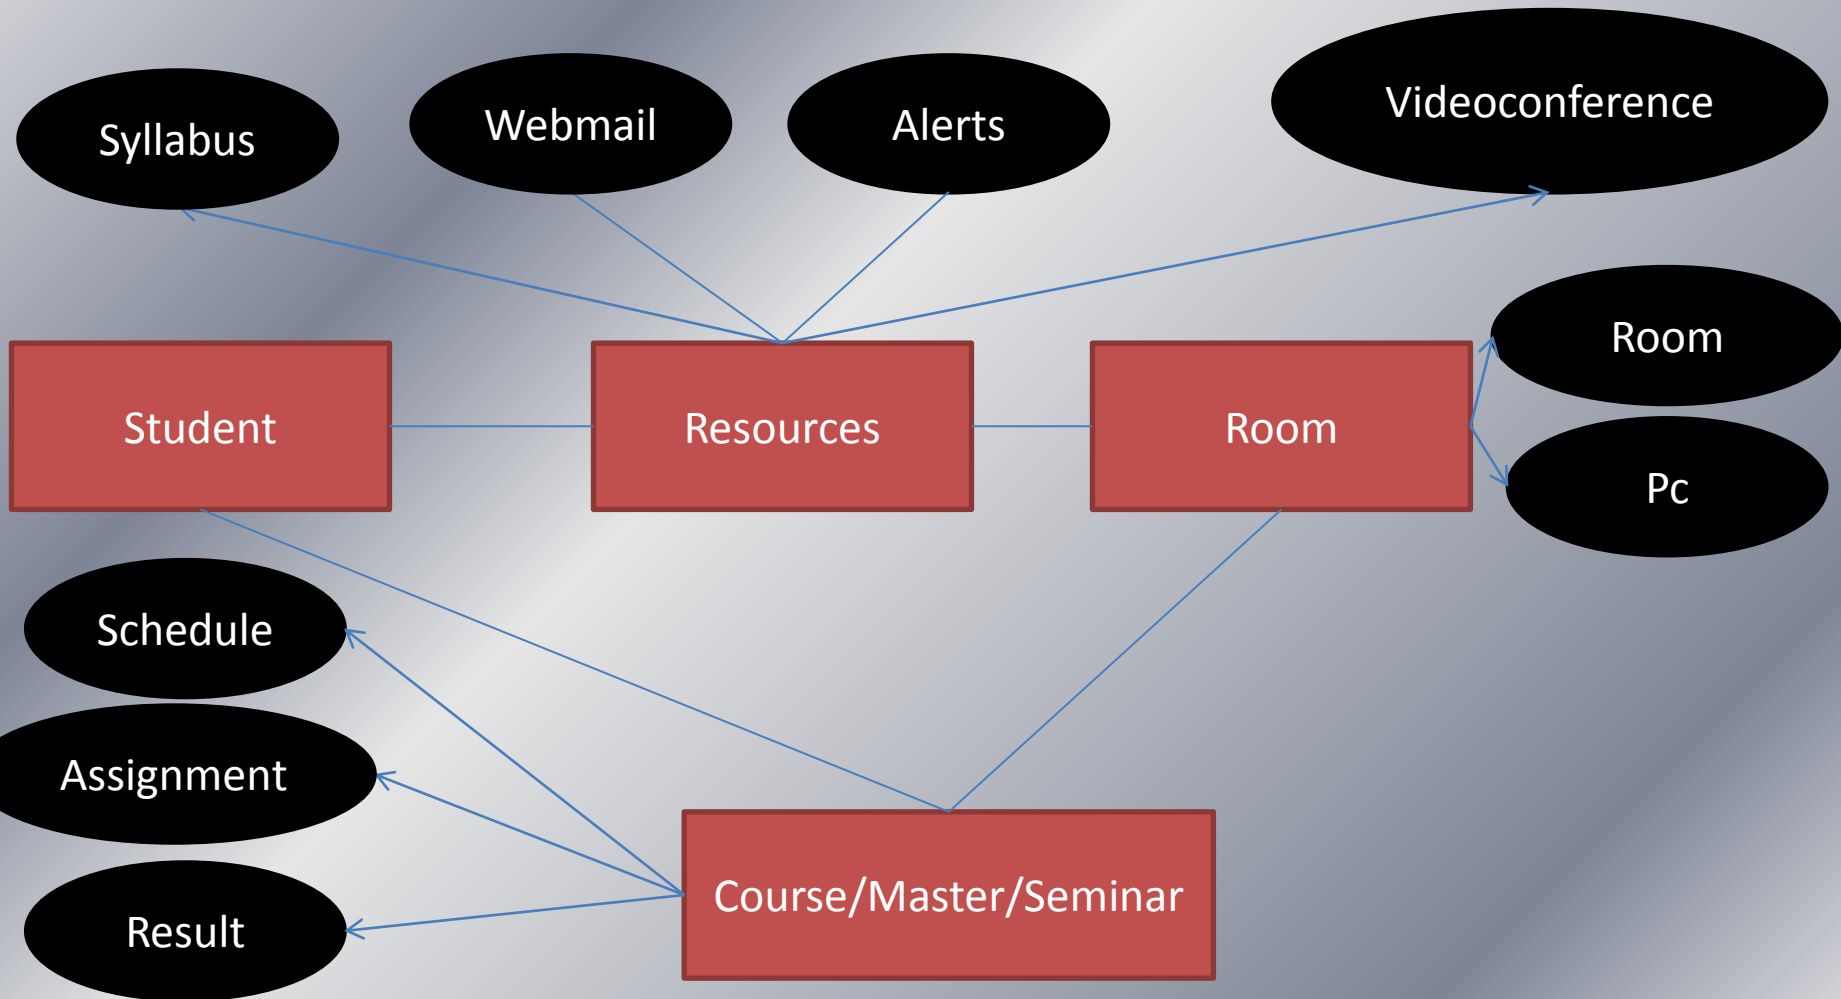 Syllabus
Webmail
Alerts
Videoconference
Student
Resources
Room
Room
Pc
Schedule
Assignment
Result
Course/Master/Seminar